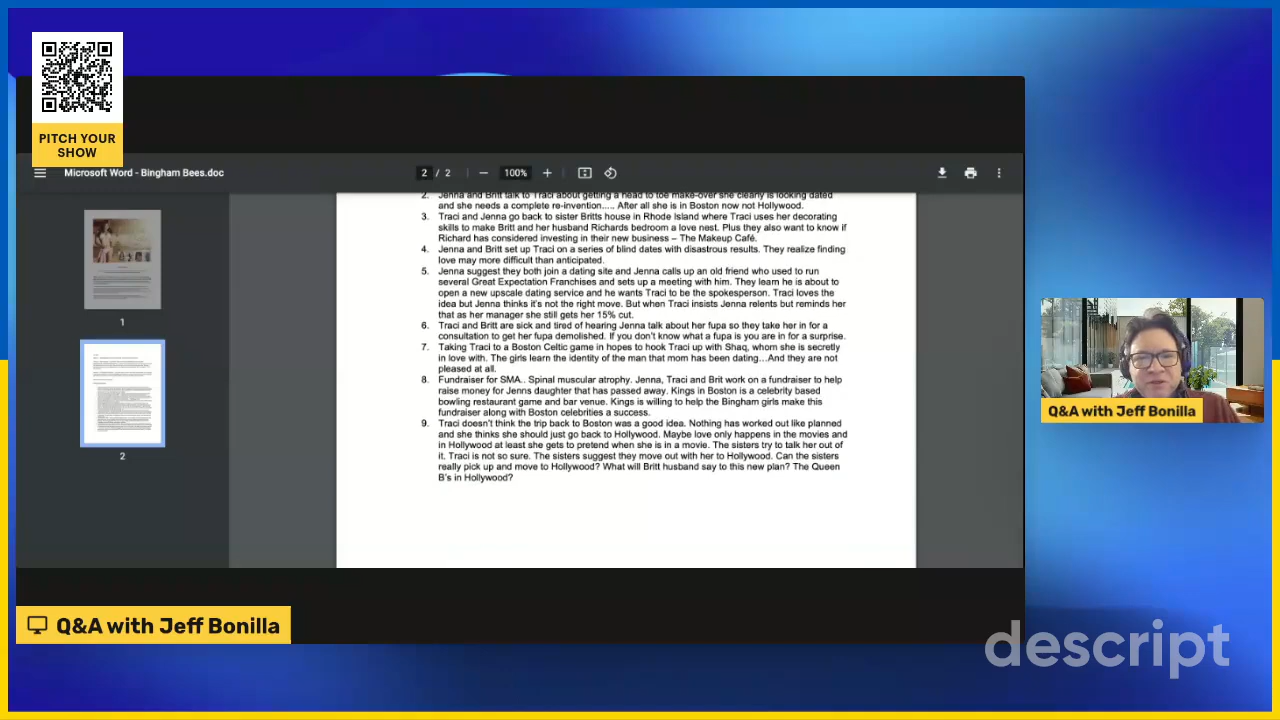 PITCH YOUR
SHOW
Microsoft Word - Bingham Bees.doc
2 / 2
100%
1
2
2. Jenna and Britt talk to Traci about getting a head to toe make-over she clearly is looking dated
and she needs a complete re-invention..... After all she is in Boston now not Hollywood.
3. Traci and Jenna go back to sister Britts house in Rhode Island where Traci uses her decorating
skills to make Britt and her husband Richards bedroom a love nest. Plus they also want to know if
Richard has considered investing in their new business – The Makeup Café.
4. Jenna and Britt set up Traci on a series of blind dates with disastrous results. They realize finding
love may more difficult than anticipated.
5. Jenna suggest they both join a dating site and Jenna calls up an old friend who used to run
several Great Expectation Franchises and sets up a meeting with him. They learn he is about to
open a new upscale dating service and he wants Traci to be the spokesperson. Traci loves the
idea but Jenna thinks it's not the right move. But when Traci insists Jenna relents but reminds her
that as her manager she still gets her 15% cut.
6. Traci and Britt are sick and tired of hearing Jenna talk about her fupa so they take her in for a
consultation to get her fupa demolished. If you don't know what a fupa is you are in for a surprise.
7. Taking Traci to a Boston Celtic game in hopes to hook Traci up with Shaq, whom she is secretly
in love with. The girls learn the identity of the man that mom has been dating…And they are not
pleased at all.
8. Fundraiser for SMA.. Spinal muscular atrophy. Jenna, Traci and Brit work on a fundraiser to help
raise money for Jenns daughter that has passed away. Kings in Boston is a celebrity based
bowling restaurant game and bar venue. Kings is willing to help the Bingham girls make this
fundraiser along with Boston celebrities a success.
9. Traci doesn't think the trip back to Boston was a good idea. Nothing has worked out like planned
and she thinks she should just go back to Hollywood. Maybe love only happens in the movies and
in Hollywood at least she gets to pretend when she is in a movie. The sisters try to talk her out of
it. Traci is not so sure. The sisters suggest they move out with her to Hollywood. Can the sisters
really pick up and move to Hollywood? What will Britt husband say to this new plan? The Queen
B's in Hollywood?
Q&A with Jeff Bonilla
Q&A with Jeff Bonilla
descript